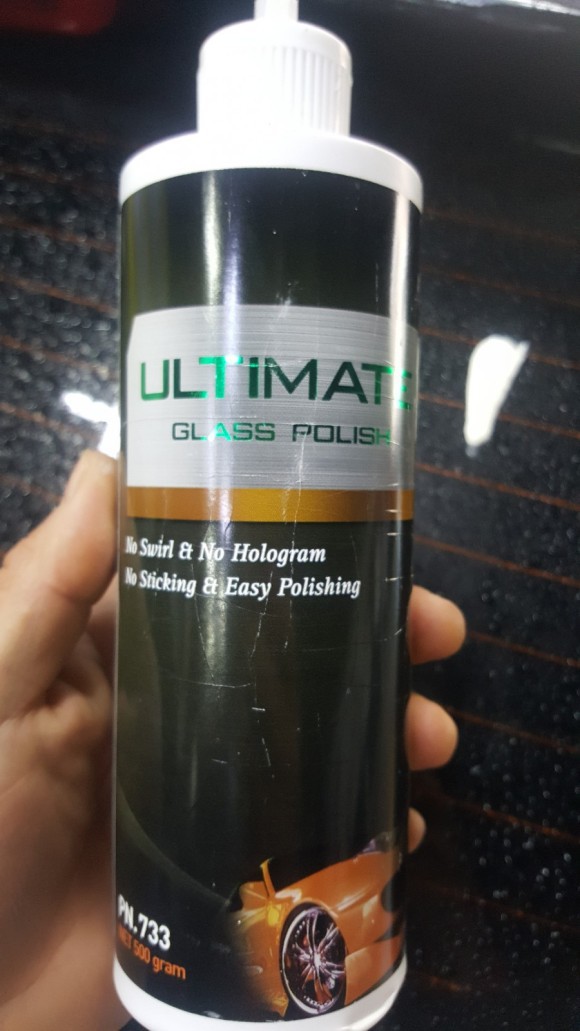 ULTIMATE
GLASS POLISH
No Swirl & No Hologram
No Sticking & Easy Polishing
PN.733
NET 500 gram